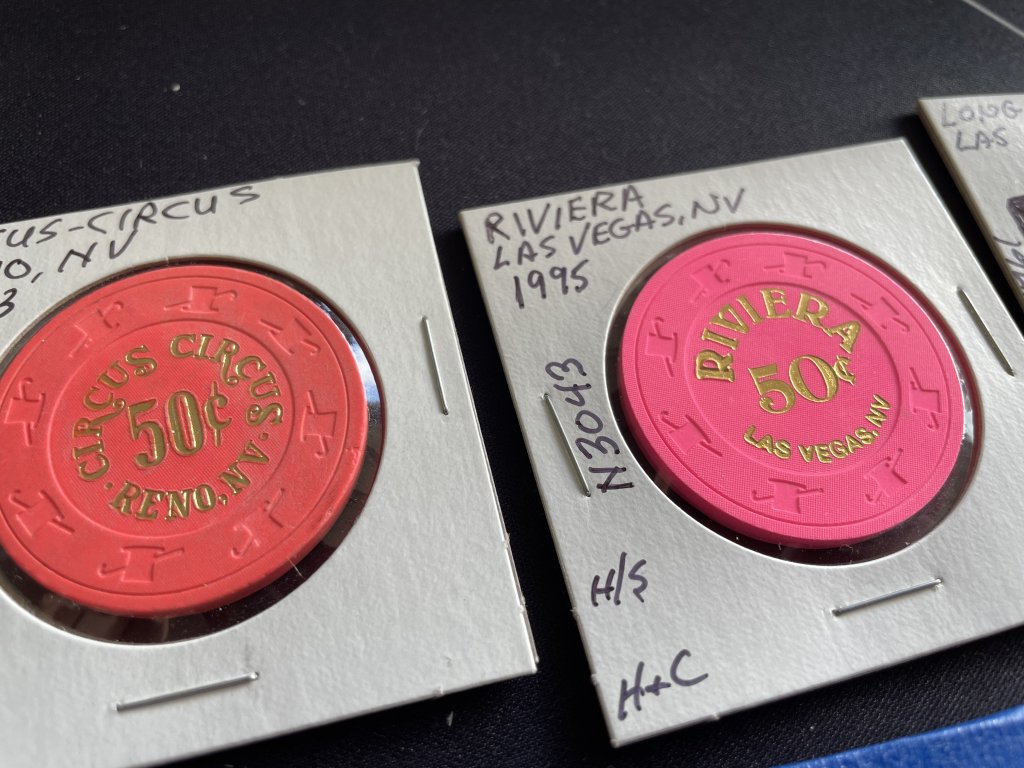 -CIRCUS
, NV
3
CIRCUS CIRCUS
50¢
· RENO, NV ·
RIVIERA
LAS VEGAS, NV
1995
N3043
H/S
H+C
RIVIERA
50¢
LAS VEGAS, NV
LONG
LAS